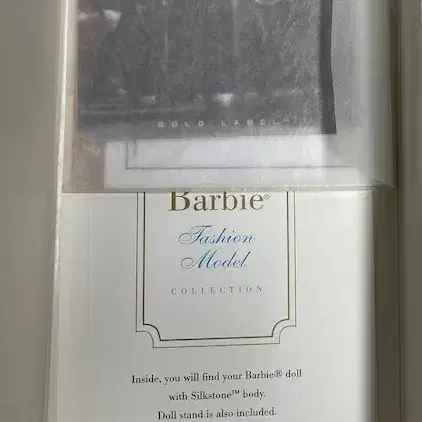 GOLD LABEL
Barbie®
Fashion
Model
COLLECTION
Inside, you will find your Barbie® doll
with Silkstone™ body.
Doll stand is also included.